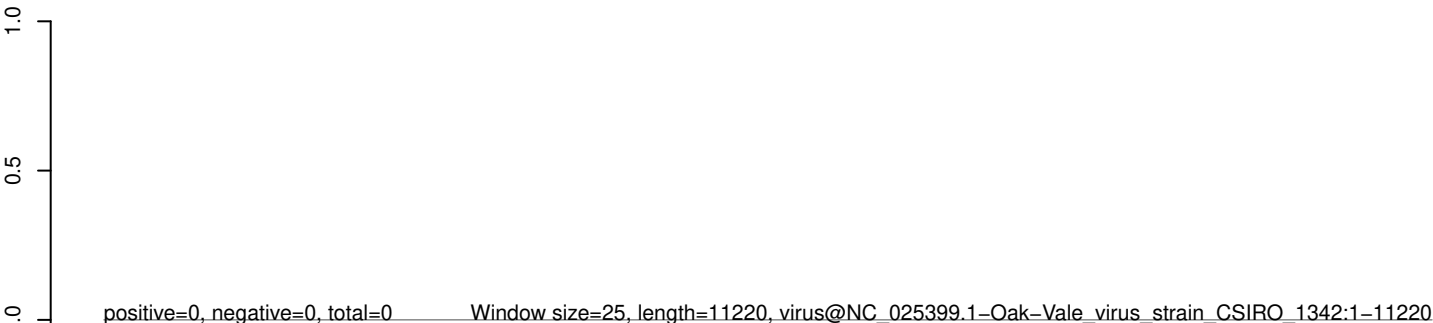 1.0
0.5
.0
positive=0, negative=0, total=0 Window size=25, length=11220, virus@NC_025399.1−Oak−Vale_virus_strain_CSIRO_1342:1−11220